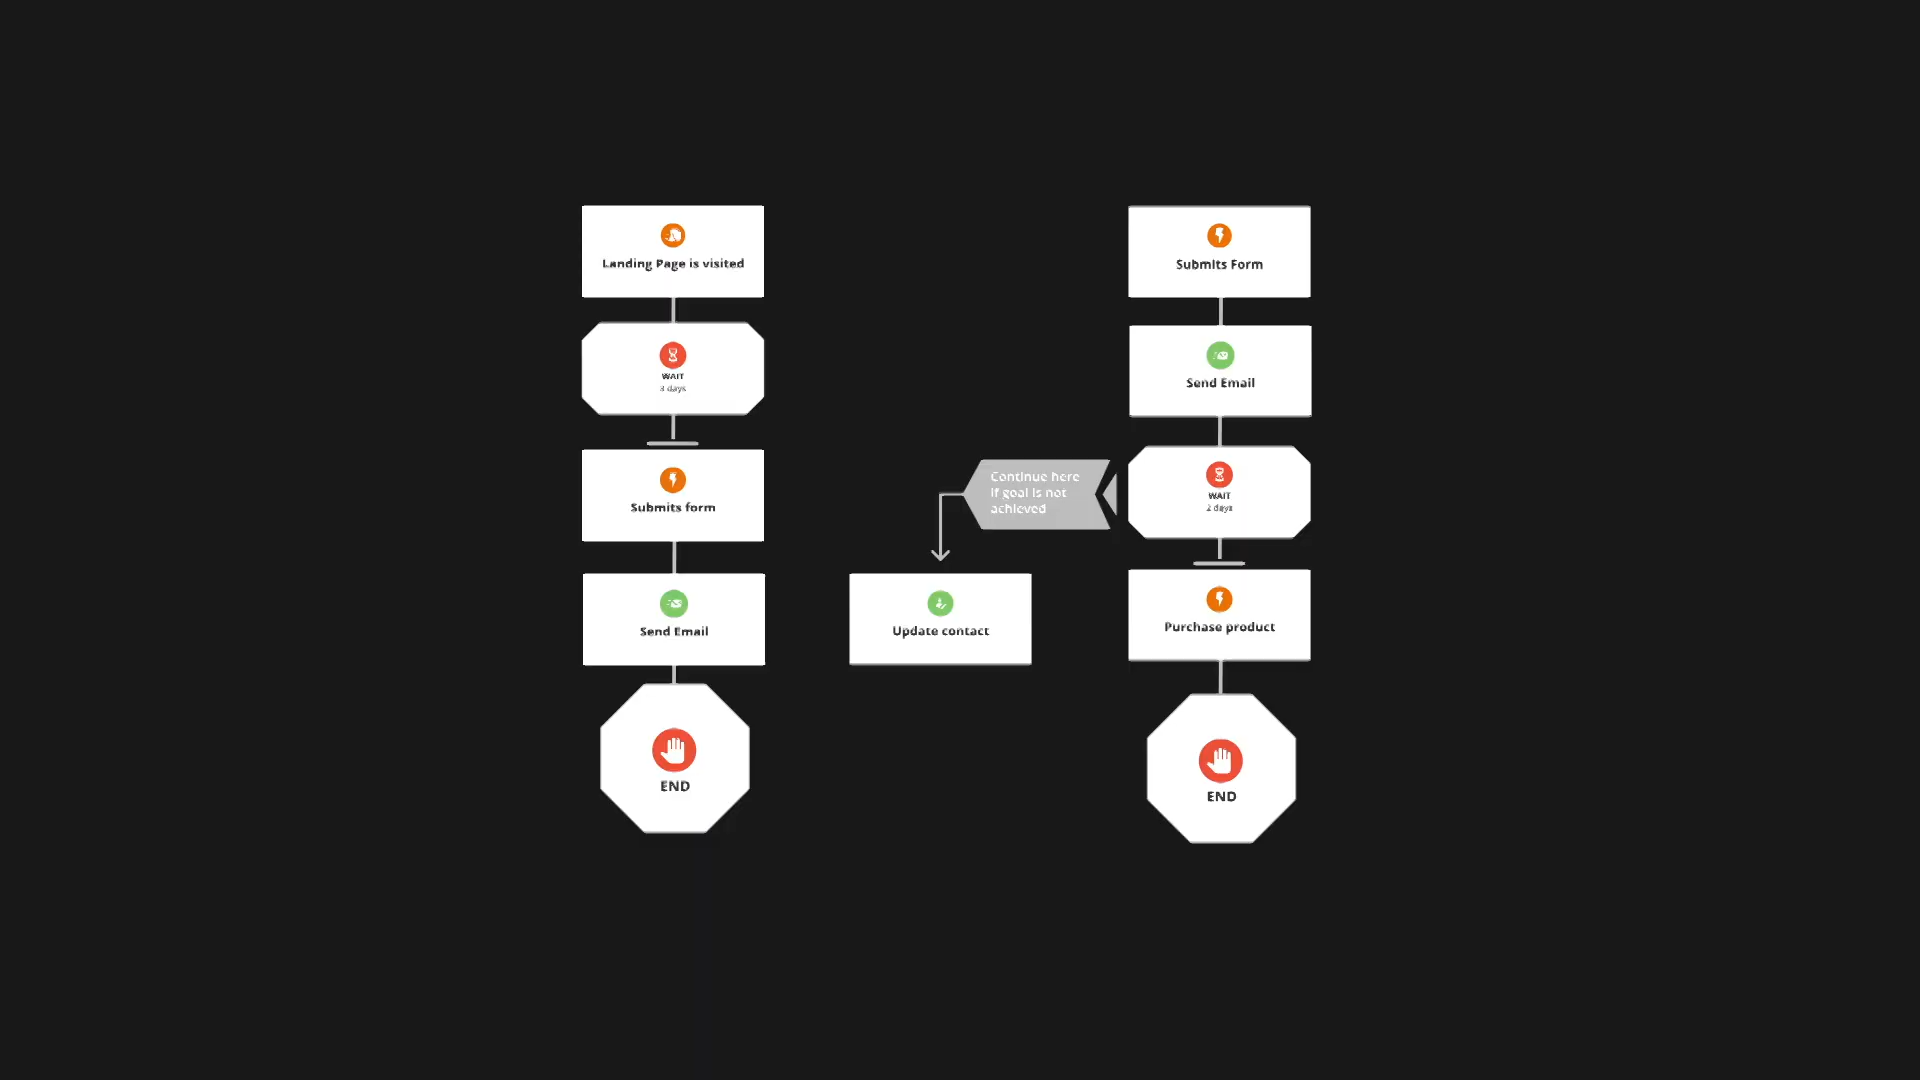 Landing Page is visited
WAIT
3 days
Submits form
Send Email
END
Continue here
if goal is not
achieved
Update contact
Submits Form
Send Email
WAIT
2 days
Purchase product
END